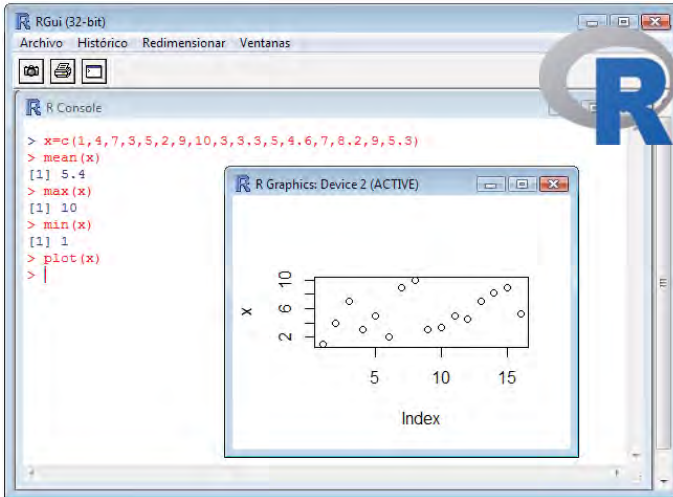 RGui (32-bit)
Archivo Histórico Redimensionar Ventanas
R
R Console
> x=c(1,4,7,3,5,2,9,10,3,3.3,5,4.6,7,8.2,9,5.3)
> mean(x)
[1] 5.4
> max(x)
[1] 10
> min(x)
[1] 1
> plot(x)
>
R Graphics: Device 2 (ACTIVE)
10
6
2
x
5 10 15
Index